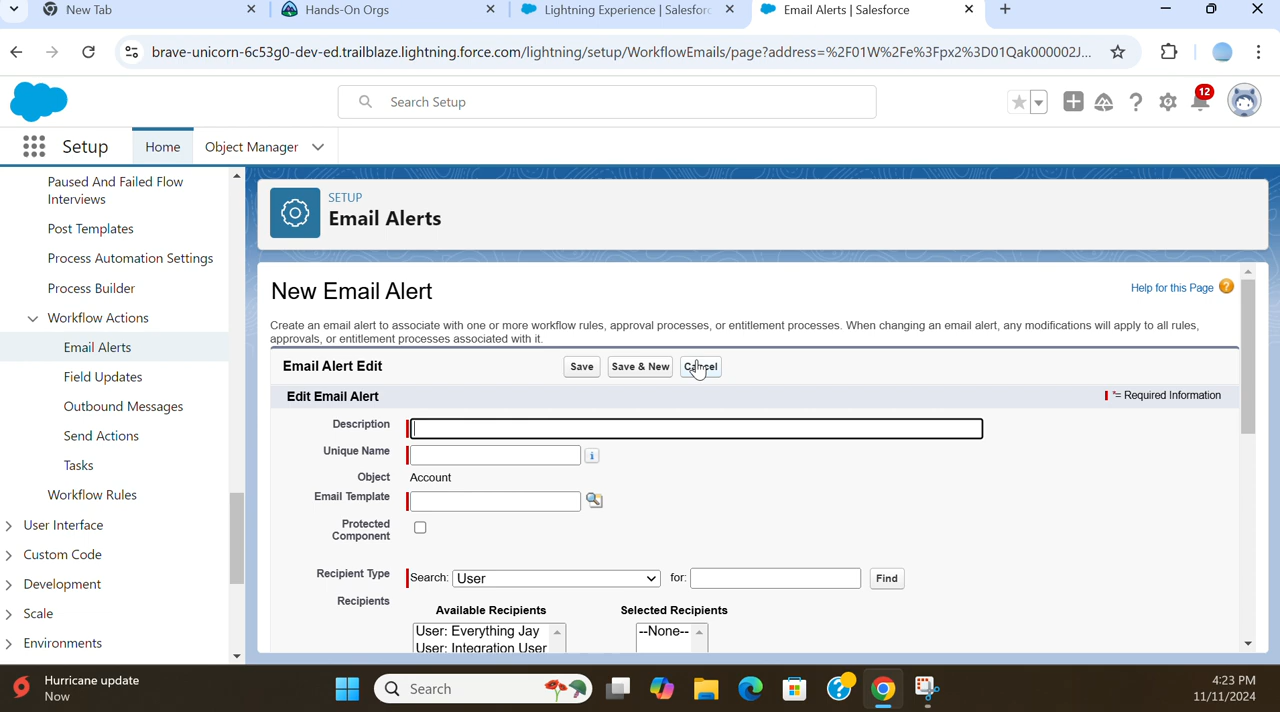 New Tab
Hands-On Orgs
Lightning Experience | Salesforc
Email Alerts | Salesforce
brave-unicorn-6c53g0-dev-ed.trailblaze.lightning.force.com/lightning/setup/WorkflowEmails/page?address=%2F01W%2Fe%3Fpx2%3D01Qak000002J...
Search Setup
12
Setup
Home
Object Manager
Paused And Failed Flow
Interviews
Post Templates
Process Automation Settings
Process Builder
Workflow Actions
Email Alerts
Field Updates
Outbound Messages
Send Actions
Tasks
Workflow Rules
User Interface
Custom Code
Development
Scale
Environments
SETUP
Email Alerts
New Email Alert
Help for this Page
Create an email alert to associate with one or more workflow rules, approval processes, or entitlement processes. When changing an email alert, any modifications will apply to all rules,
approvals, or entitlement processes associated with it.
Email Alert Edit
Save
Save & New
Cancel
Edit Email Alert
*= Required Information
Description
Unique Name
Object
Account
Email Template
Protected
Component
Recipient Type
Search:
User
for:
Find
Recipients
Available Recipients
Selected Recipients
User: Everything Jay
User: Integration User
--None--
Hurricane update
Now
Search
4:23 PM
11/11/2024